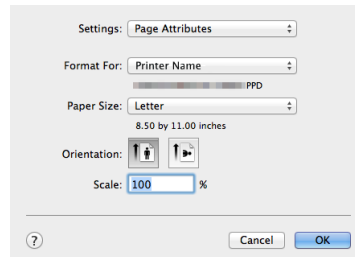 Settings: Page Attributes
Format For: Printer Name
PPD
Paper Size: Letter
8.50 by 11.00 inches
Orientation:
Scale: 100 %
? Cancel OK